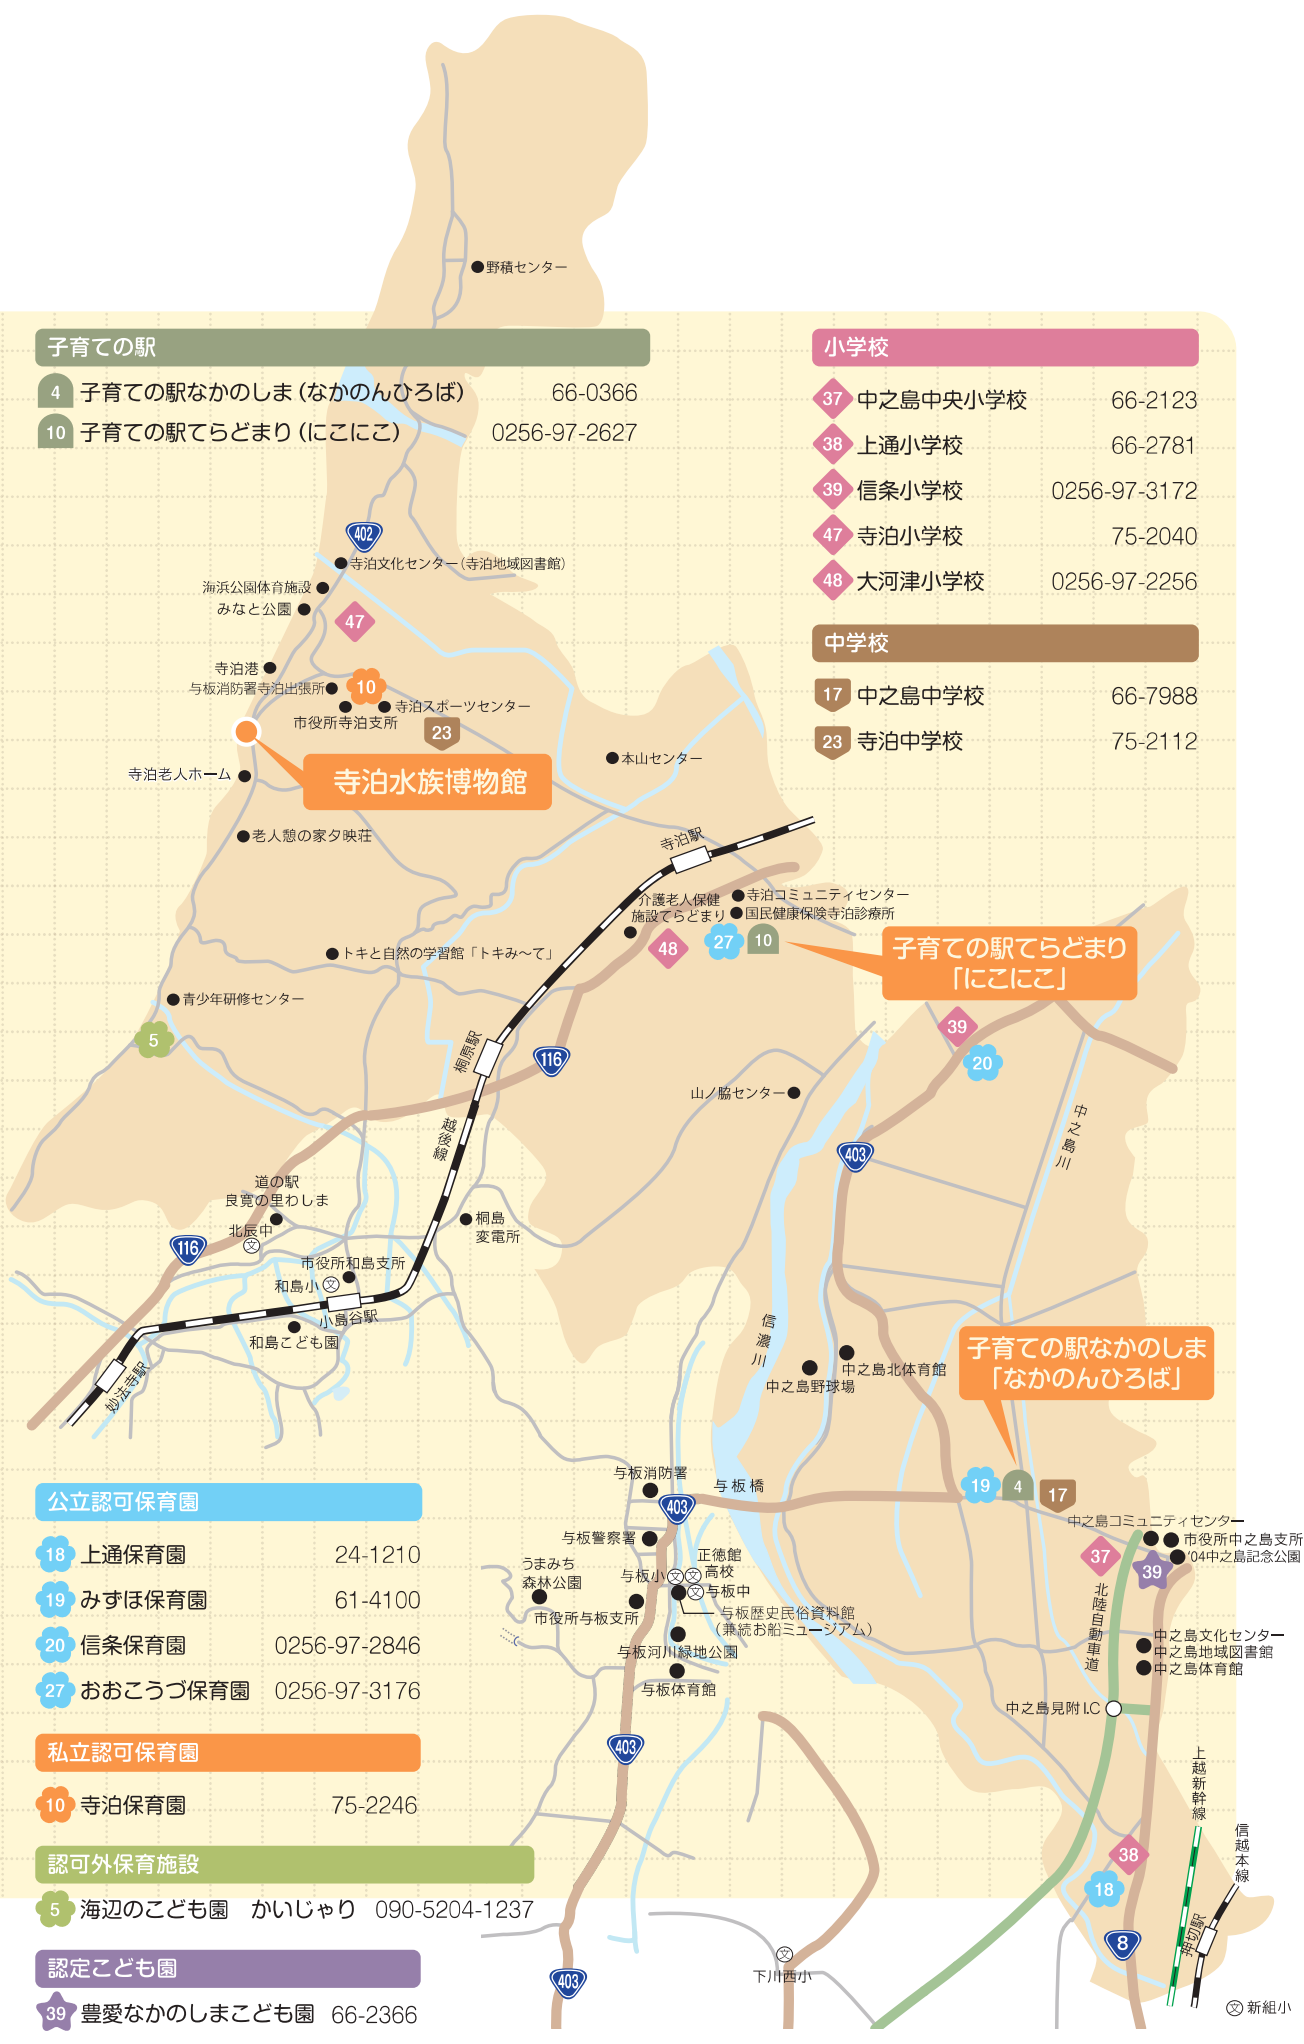 野積センター
子育ての駅
4 子育ての駅なかのしま(なかのんひろば) 66-0366
10 子育ての駅てらどまり(にこにこ) 0256-97-2627
小学校
37 中之島中央小学校 66-2123
38 上通小学校 66-2781
39 信条小学校 0256-97-3172
47 寺泊小学校 75-2040
48 大河津小学校 0256-97-2256
中学校
17 中之島中学校 66-7988
23 寺泊中学校 75-2112
402
寺泊文化センター(寺泊地域図書館)
海浜公園体育施設
みなと公園
47
寺泊港
与板消防署寺泊出張所
10
寺泊スポーツセンター
市役所寺泊支所
23
寺泊水族博物館
寺泊老人ホーム
本山センター
老人憩の家夕映荘
寺泊駅
介護老人保健
施設てらどまり
寺泊コミュニティセンター
国民健康保険寺泊診療所
48
27
10
子育ての駅てらどまり
「にこにこ」
トキと自然の学習館「トキみ〜て」
青少年研修センター
5
39
20
桐原駅
116
山ノ脇センター
越後線
中之島川
403
道の駅
良寛の里わしま
北辰中
文
116
桐島
変電所
市役所和島支所
和島小
文
小島谷駅
和島こども園
妙法寺駅
信濃川
中之島北体育館
中之島野球場
子育ての駅なかのしま
「なかのんひろば」
与板消防署
与板橋
403
19
4
17
中之島コミュニティセンター
市役所中之島支所
'04中之島記念公園
37
39
北陸自動車道
与板警察署
うまみち
森林公園
正徳館
高校
与板小
文
文
文
与板中
市役所与板支所
与板歴史民俗資料館
(兼続お船ミュージアム)
与板河川緑地公園
与板体育館
中之島文化センター
中之島地域図書館
中之島体育館
中之島見附I.C
403
上越新幹線
信越本線
38
18
8
押切駅
403
文
下川西小
文
新組小
公立認可保育園
18 上通保育園 24-1210
19 みずほ保育園 61-4100
20 信条保育園 0256-97-2846
27 おおこうづ保育園 0256-97-3176
私立認可保育園
10 寺泊保育園 75-2246
認可外保育施設
5 海辺のこども園 かいじゃり 090-5204-1237
認定こども園
39 豊愛なかのしまこども園 66-2366